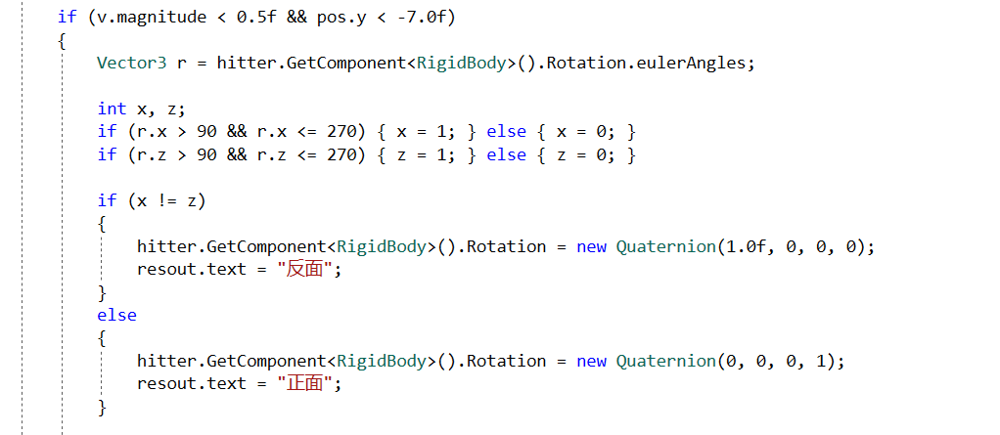 if (v.magnitude < 0.5f && pos.y < -7.0f)
{
Vector3 r = hitter.GetComponent<RigidBody>().Rotation.eulerAngles;
int x, z;
if (r.x > 90 && r.x <= 270) { x = 1; } else { x = 0; }
if (r.z > 90 && r.z <= 270) { z = 1; } else { z = 0; }
if (x != z)
{
hitter.GetComponent<RigidBody>().Rotation = new Quaternion(1.0f, 0, 0, 0);
resout.text = "反面";
}
else
{
hitter.GetComponent<RigidBody>().Rotation = new Quaternion(0, 0, 0, 1);
resout.text = "正面";
}